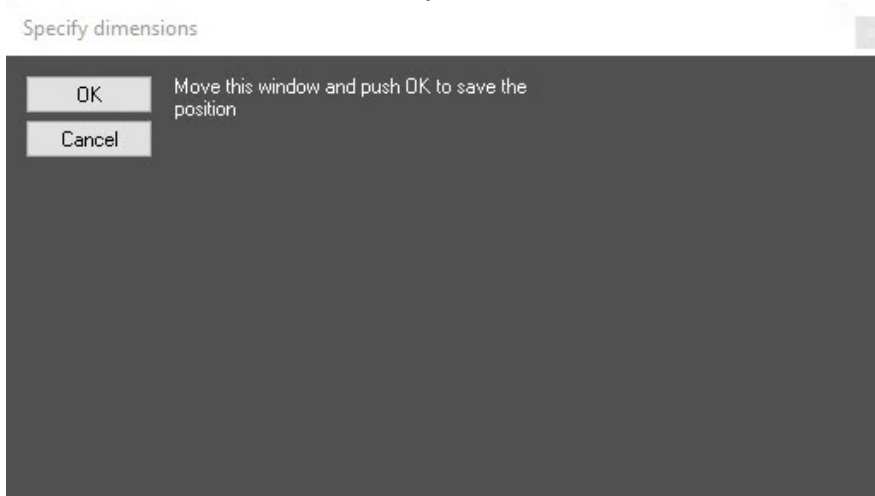 Specify dimensions
OK
Move this window and push OK to save the
position
Cancel